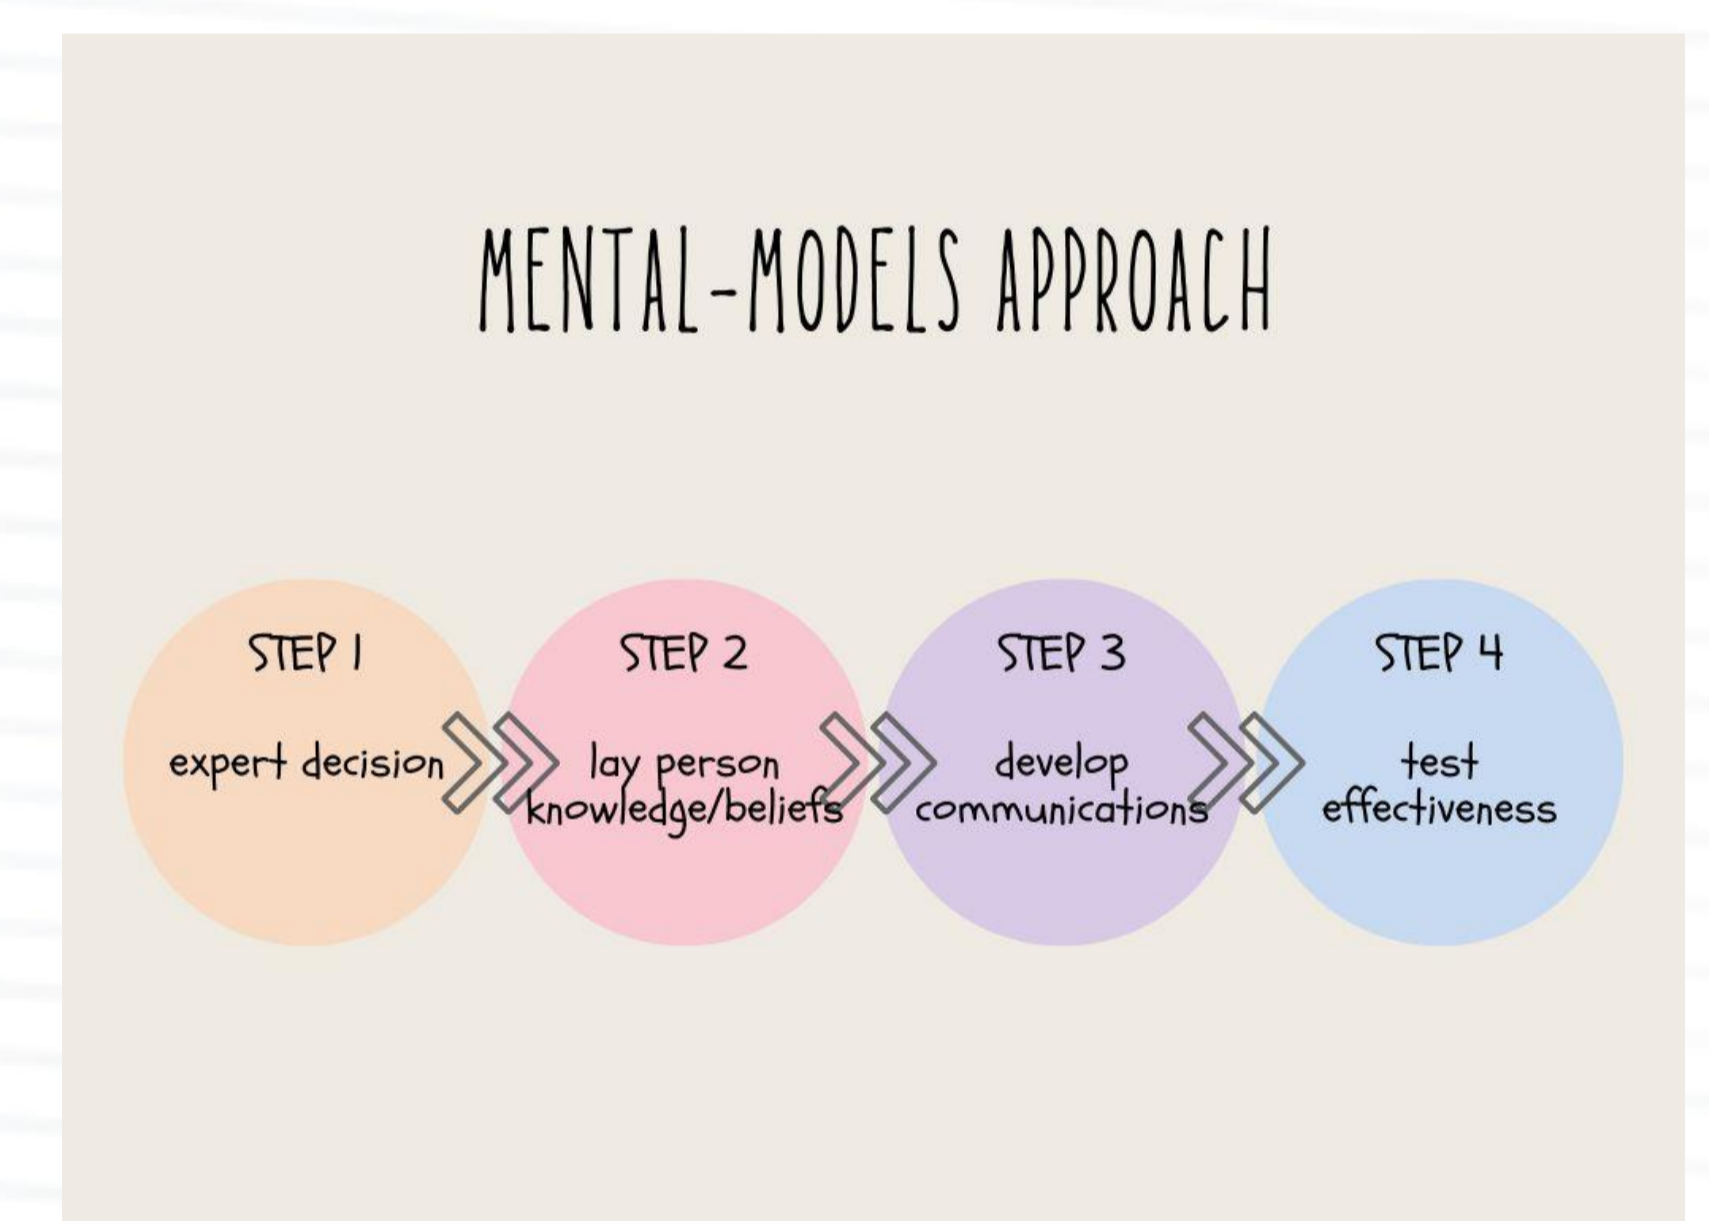 MENTAL-MODELS APPROACH
STEP 1
expert decision
STEP 2
lay person
knowledge/beliefs
STEP 3
develop
communications
STEP 4
test
effectiveness